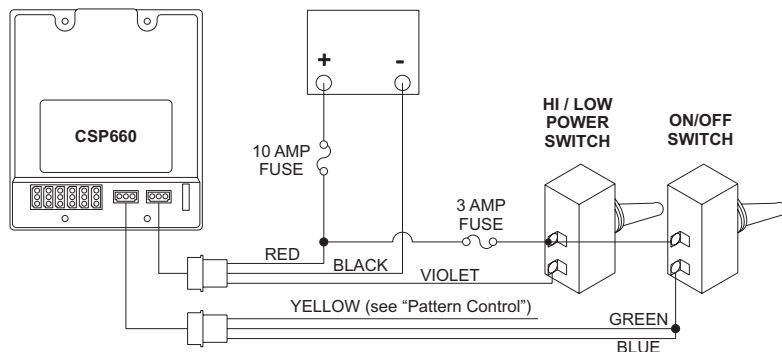 CSP660
+ -
10 AMP
FUSE
HI / LOW
POWER
SWITCH
ON/OFF
SWITCH
3 AMP
FUSE
RED
BLACK
VIOLET
YELLOW (see “Pattern Control”)
GREEN
BLUE